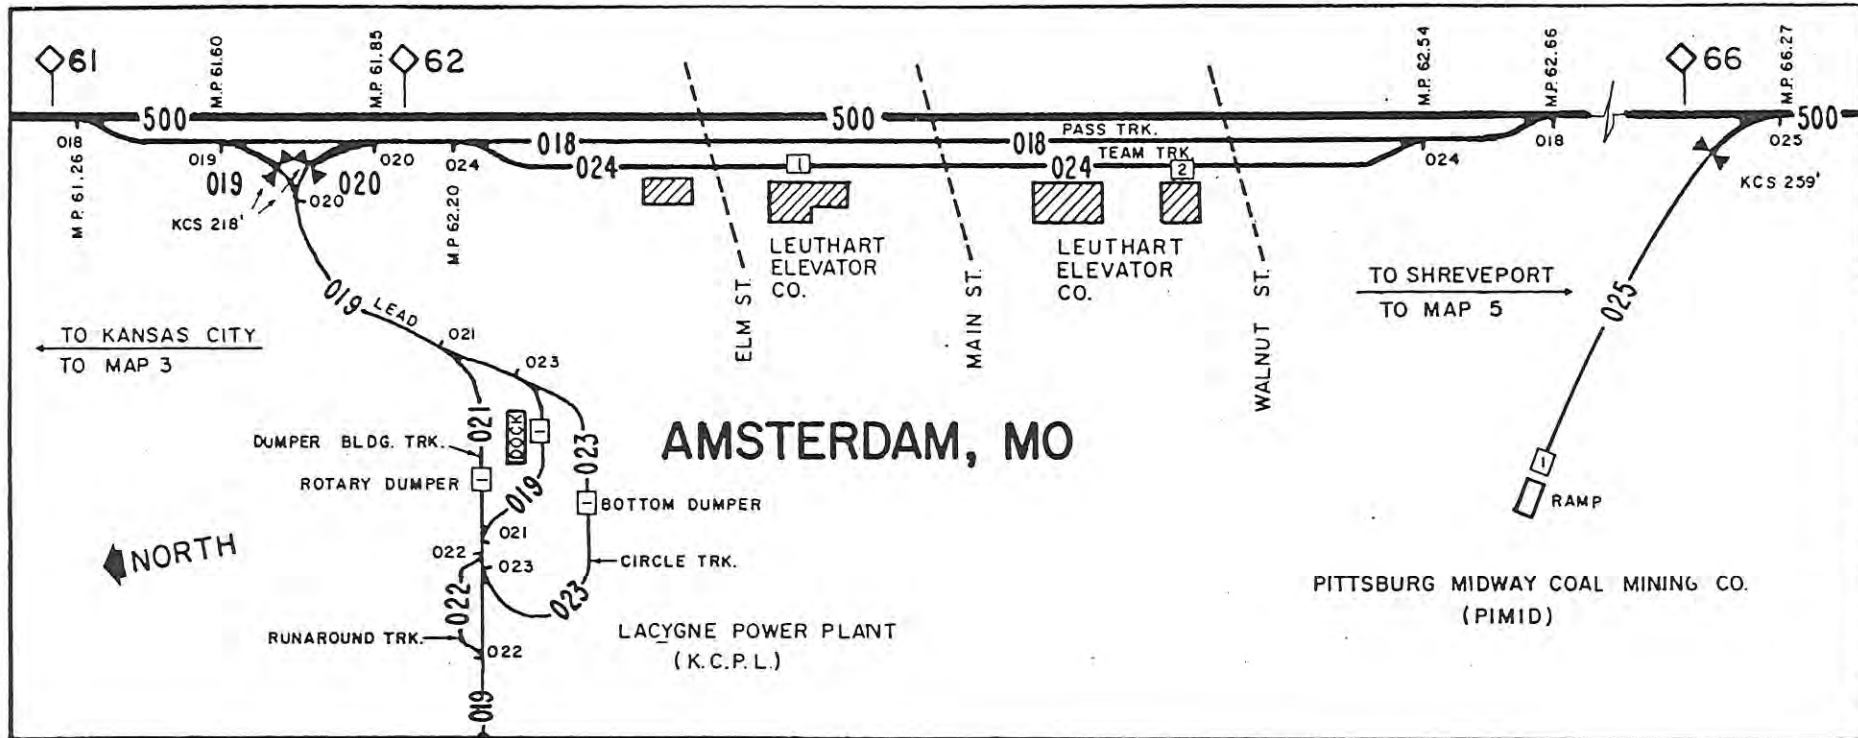 61
M.P. 61.60
M.P. 61.85
62
M.P. 62.54
M.P. 62.66
66
M.P. 66.27
500
500
500
018
M.P. 61.26
019
020
024
018
PASS TRK.
018
024
018
025
019
020
020
KCS 218'
M.P. 62.20
024
1
TEAM TRK.
024
2
KCS 259'
LEUTHART
ELEVATOR
CO.
LEUTHART
ELEVATOR
CO.
ELM ST.
MAIN ST.
WALNUT ST.
TO SHREVEPORT
TO MAP 5
025
019
LEAD
TO KANSAS CITY
TO MAP 3
021
023
021
DOCK
1
023
AMSTERDAM, MO
DUMPER BLDG. TRK.
ROTARY DUMPER
1
019
1
BOTTOM DUMPER
1
RAMP
NORTH
021
022
023
CIRCLE TRK.
022
023
RUNAROUND TRK.
022
LACYGNE POWER PLANT
(K.C.P.L.)
PITTSBURG MIDWAY COAL MINING CO.
(PIMID)
019